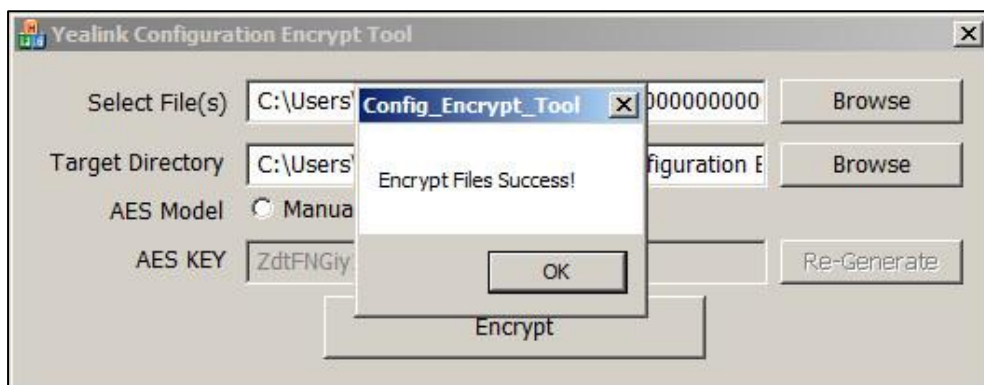 Yealink Configuration Encrypt Tool
Select File(s) C:\Users\ 000000000 Browse
Config_Encrypt_Tool
Target Directory C:\Users\ figuration E Browse
Encrypt Files Success!
AES Model Manua
AES KEY ZdtFNGiy Re-Generate
OK
Encrypt